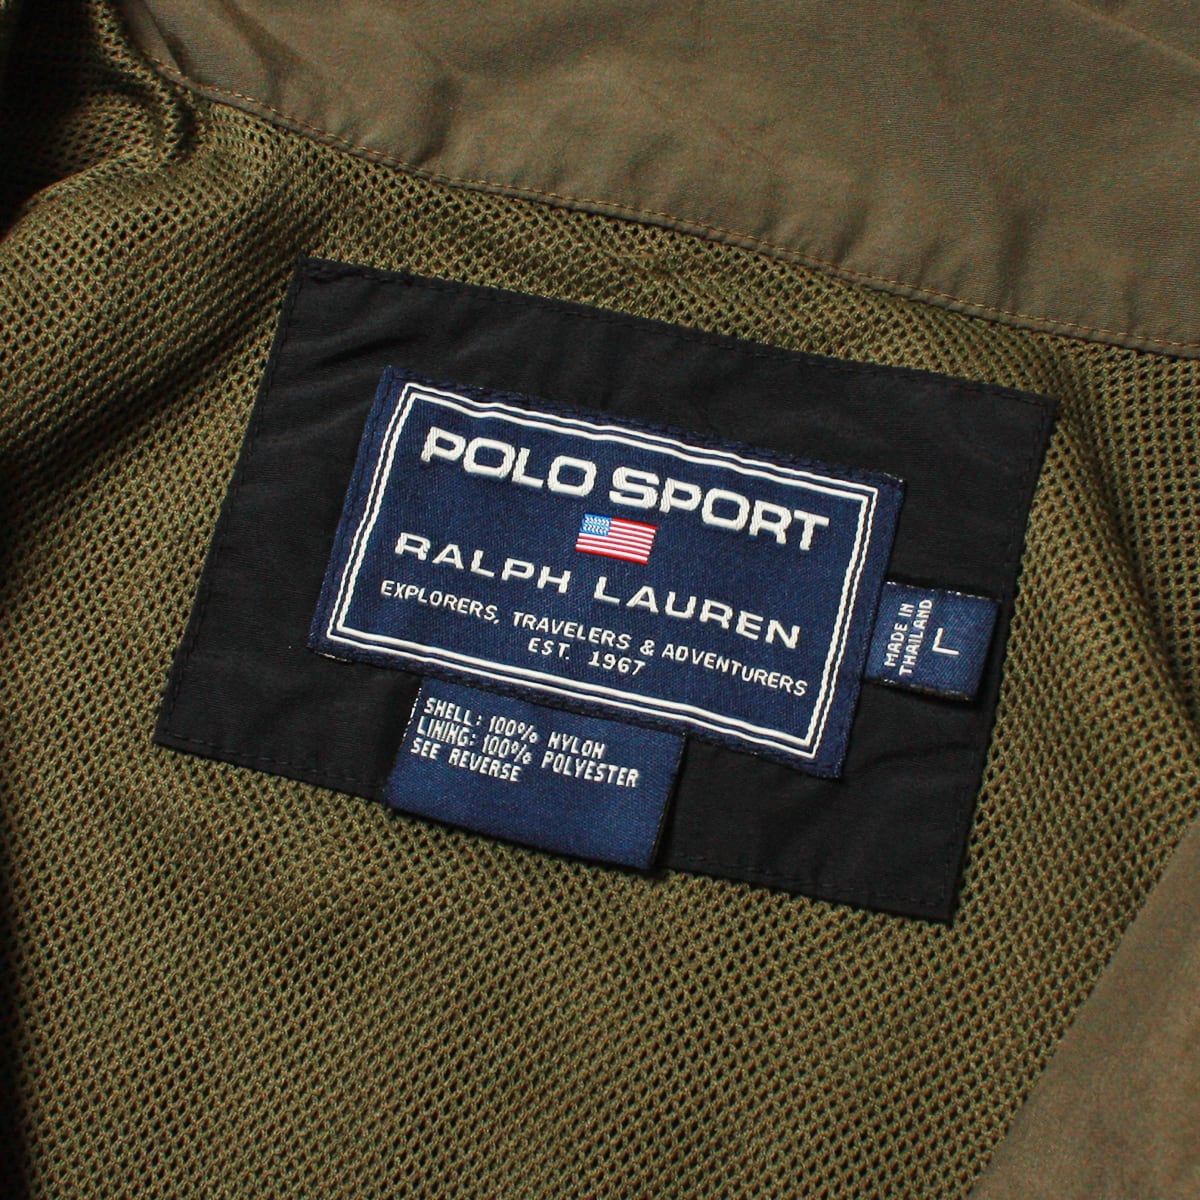 POLO SPORT
RALPH LAUREN
EXPLORERS, TRAVELERS & ADVENTURERS
EST. 1967
MADE IN
THAILAND
L
SHELL: 100% NYLON
LINING: 100% POLYESTER
SEE REVERSE